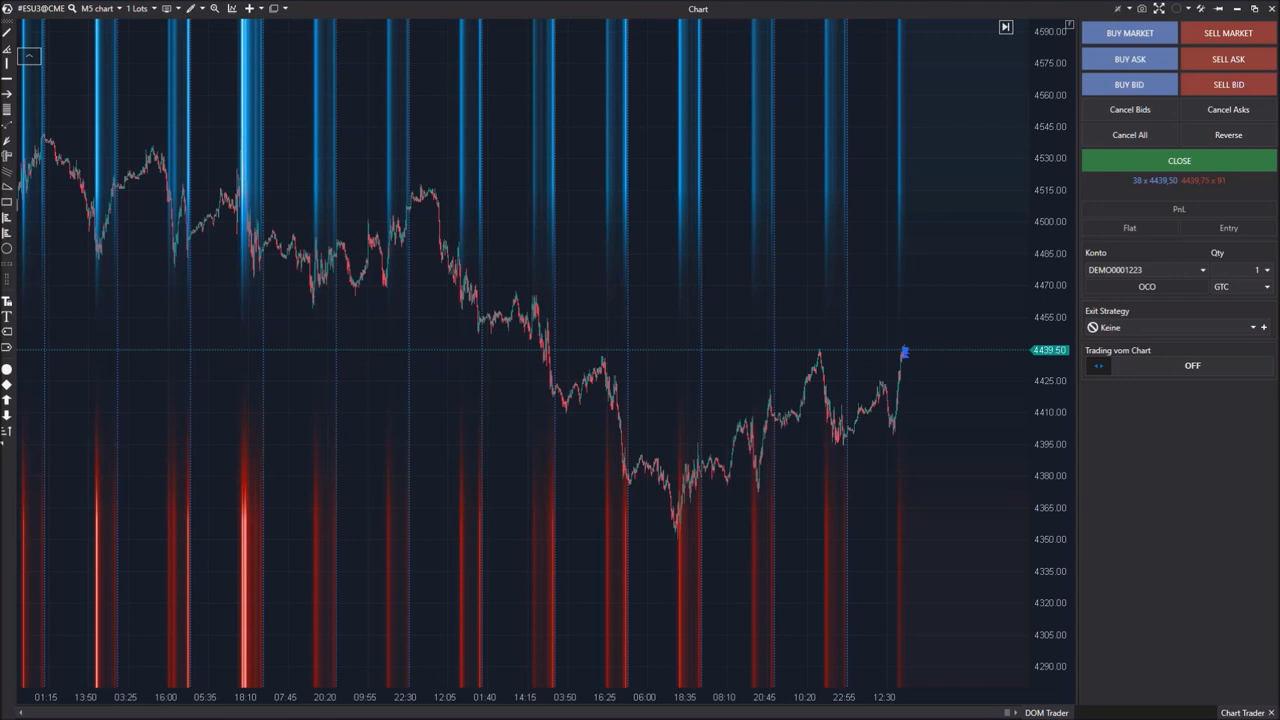 #ESU3@CME M5 chart 1 Lots Chart
4590.00
4575.00
4560.00
4545.00
4530.00
4515.00
4500.00
4485.00
4470.00
4455.00
4439.50
4425.00
4410.00
4395.00
4380.00
4365.00
4350.00
4335.00
4320.00
4305.00
4290.00
01:15 13:50 03:25 16:00 05:35 18:10 07:45 20:20 09:55 22:30 12:05 01:40 14:15 03:50 16:25 06:00 18:35 08:10 20:45 10:20 22:55 12:30
F
BUY MARKET SELL MARKET
BUY ASK SELL ASK
BUY BID SELL BID
Cancel Bids Cancel Asks
Cancel All Reverse
CLOSE
38 x 4439,50 4439,75 x 91
PnL
Flat Entry
Konto Qty
DEMO0001223 1
OCO GTC
Exit Strategy
Keine
Trading vom Chart
OFF
DOM Trader Chart Trader